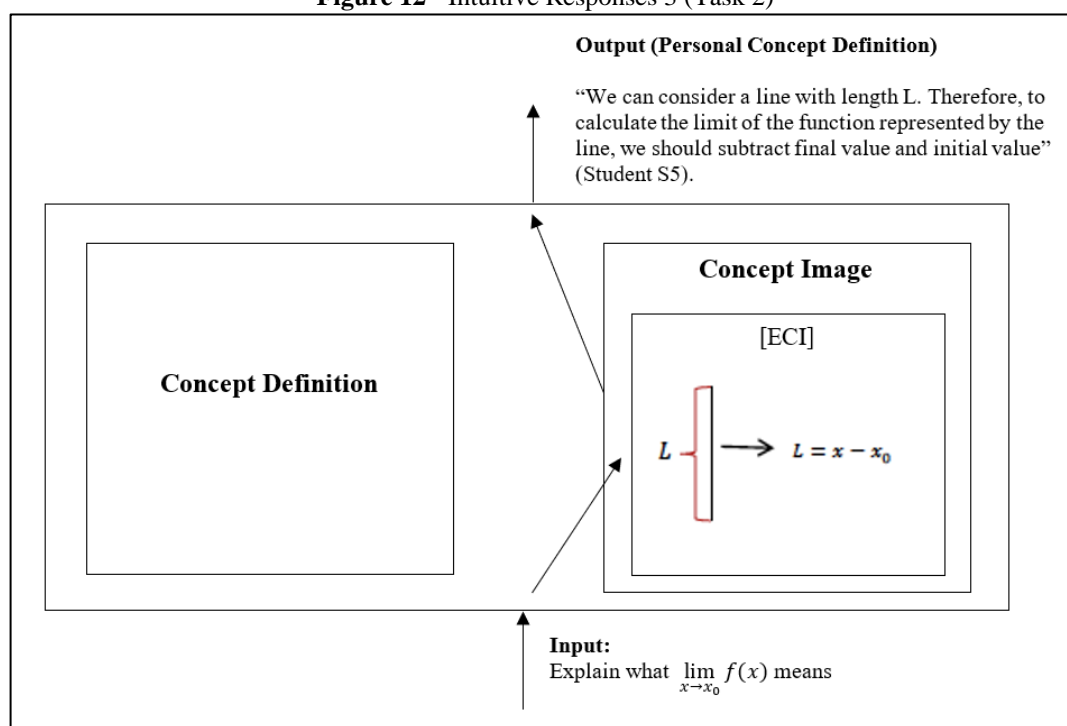 Figure 12 Intuitive Responses 3 (Task 2)
Output (Personal Concept Definition)
“We can consider a line with length L. Therefore, to
calculate the limit of the function represented by the
line, we should subtract final value and initial value”
(Student S5).
Concept Image
[ECI]
Concept Definition
L → L = x − x₀
Input:
Explain what lim f(x) means
x→x₀